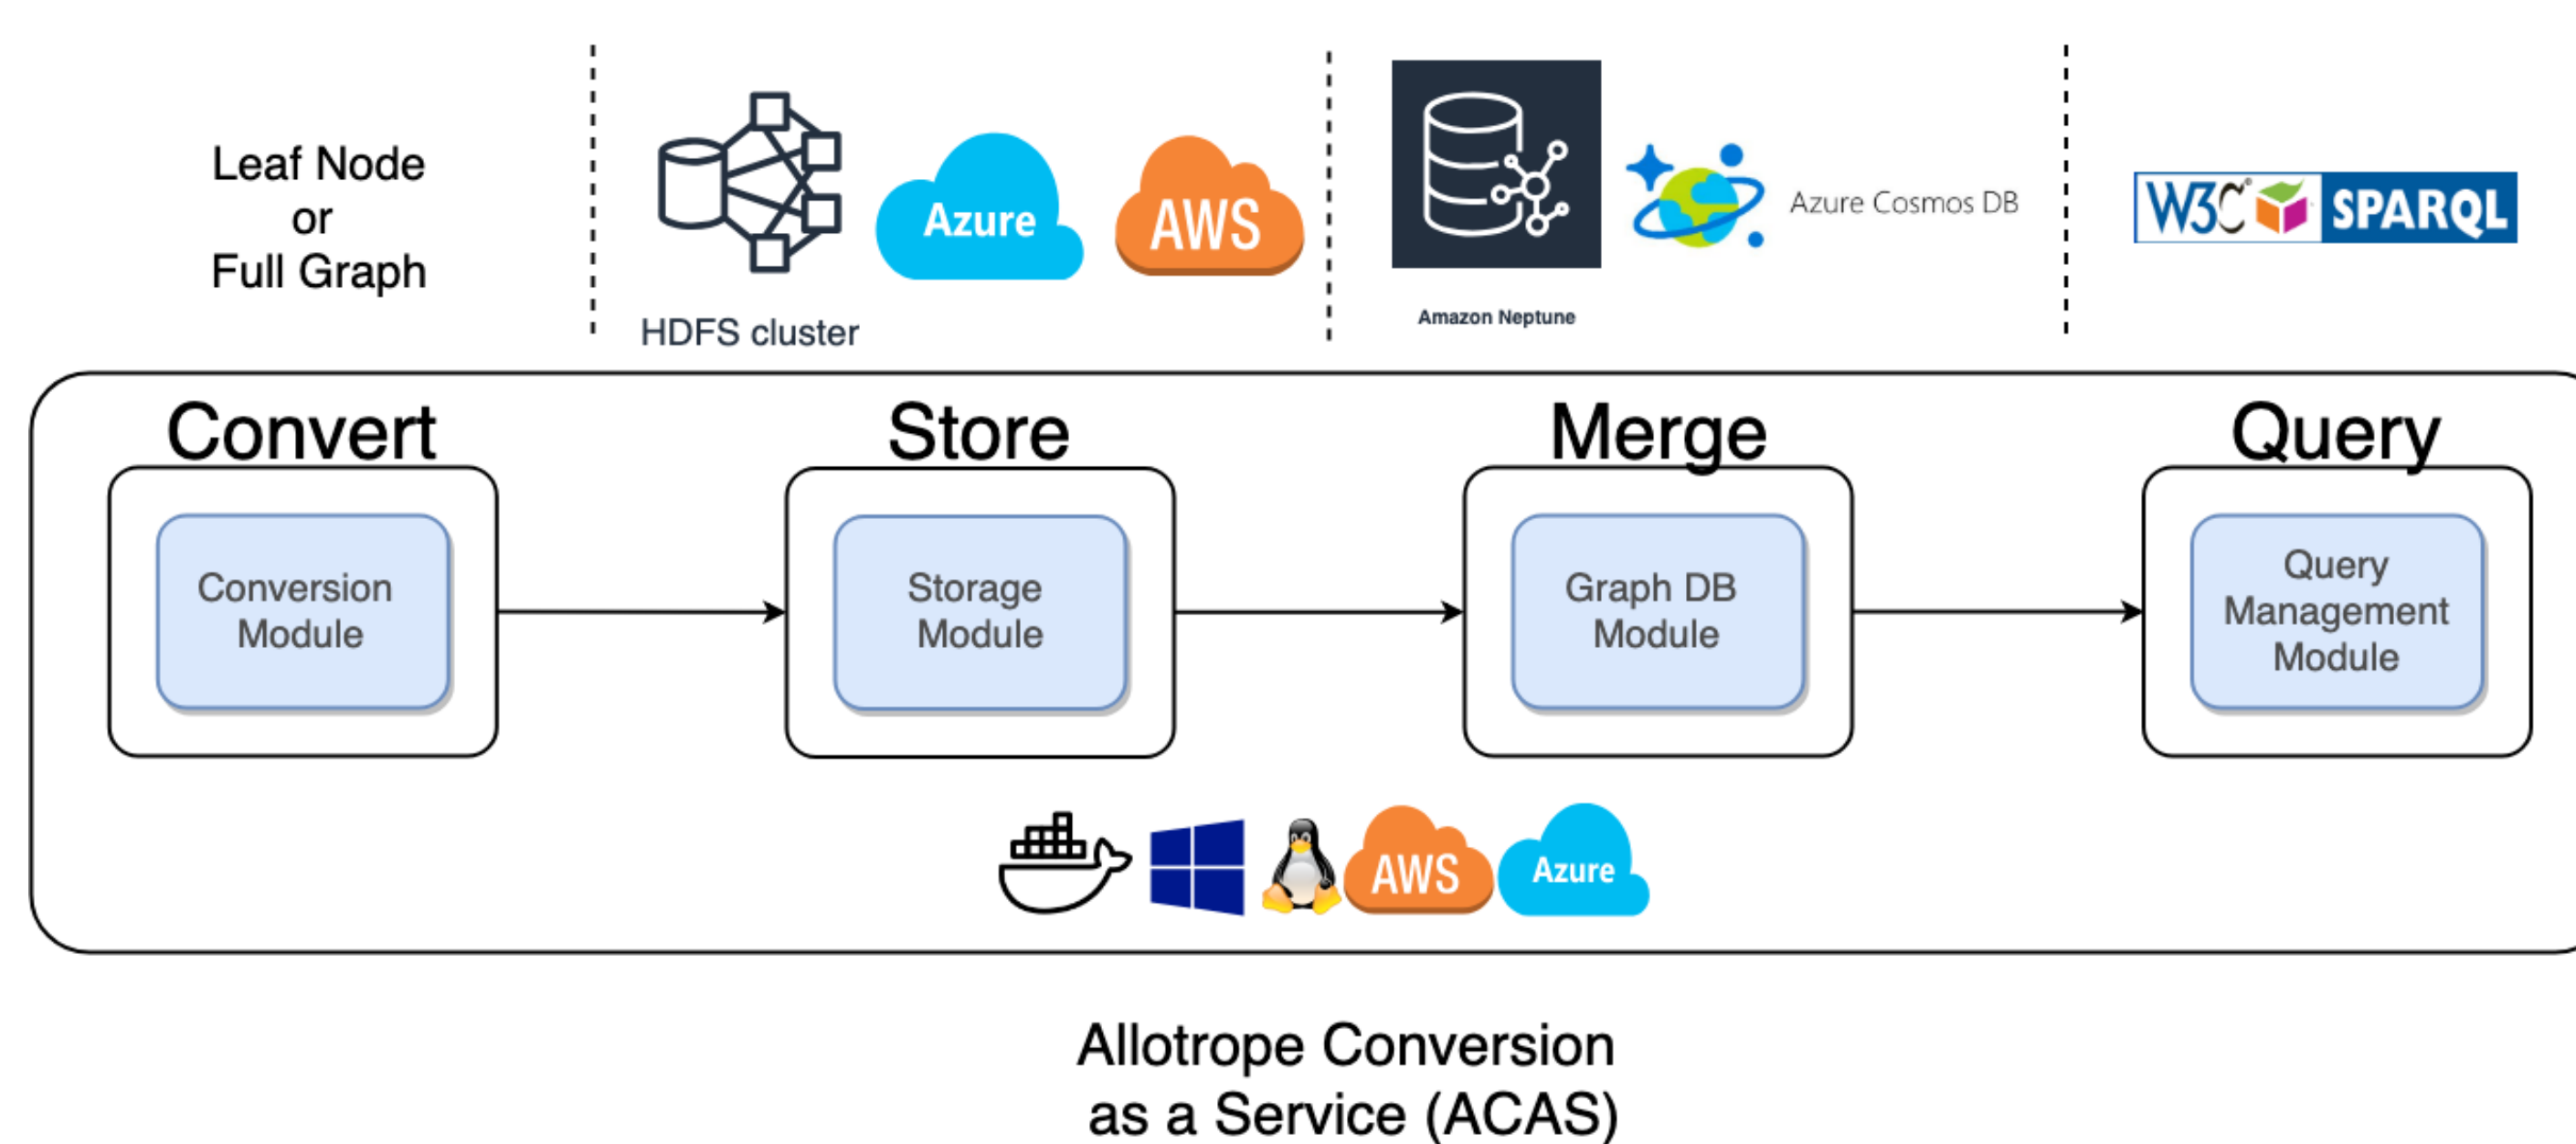 Leaf Node
or
Full Graph
HDFS cluster
Azure
AWS
Amazon Neptune
Azure Cosmos DB
W3C® SPARQL
Convert
Store
Merge
Query
Conversion
Module
Storage
Module
Graph DB
Module
Query
Management
Module
AWS
Azure
Allotrope Conversion
as a Service (ACAS)